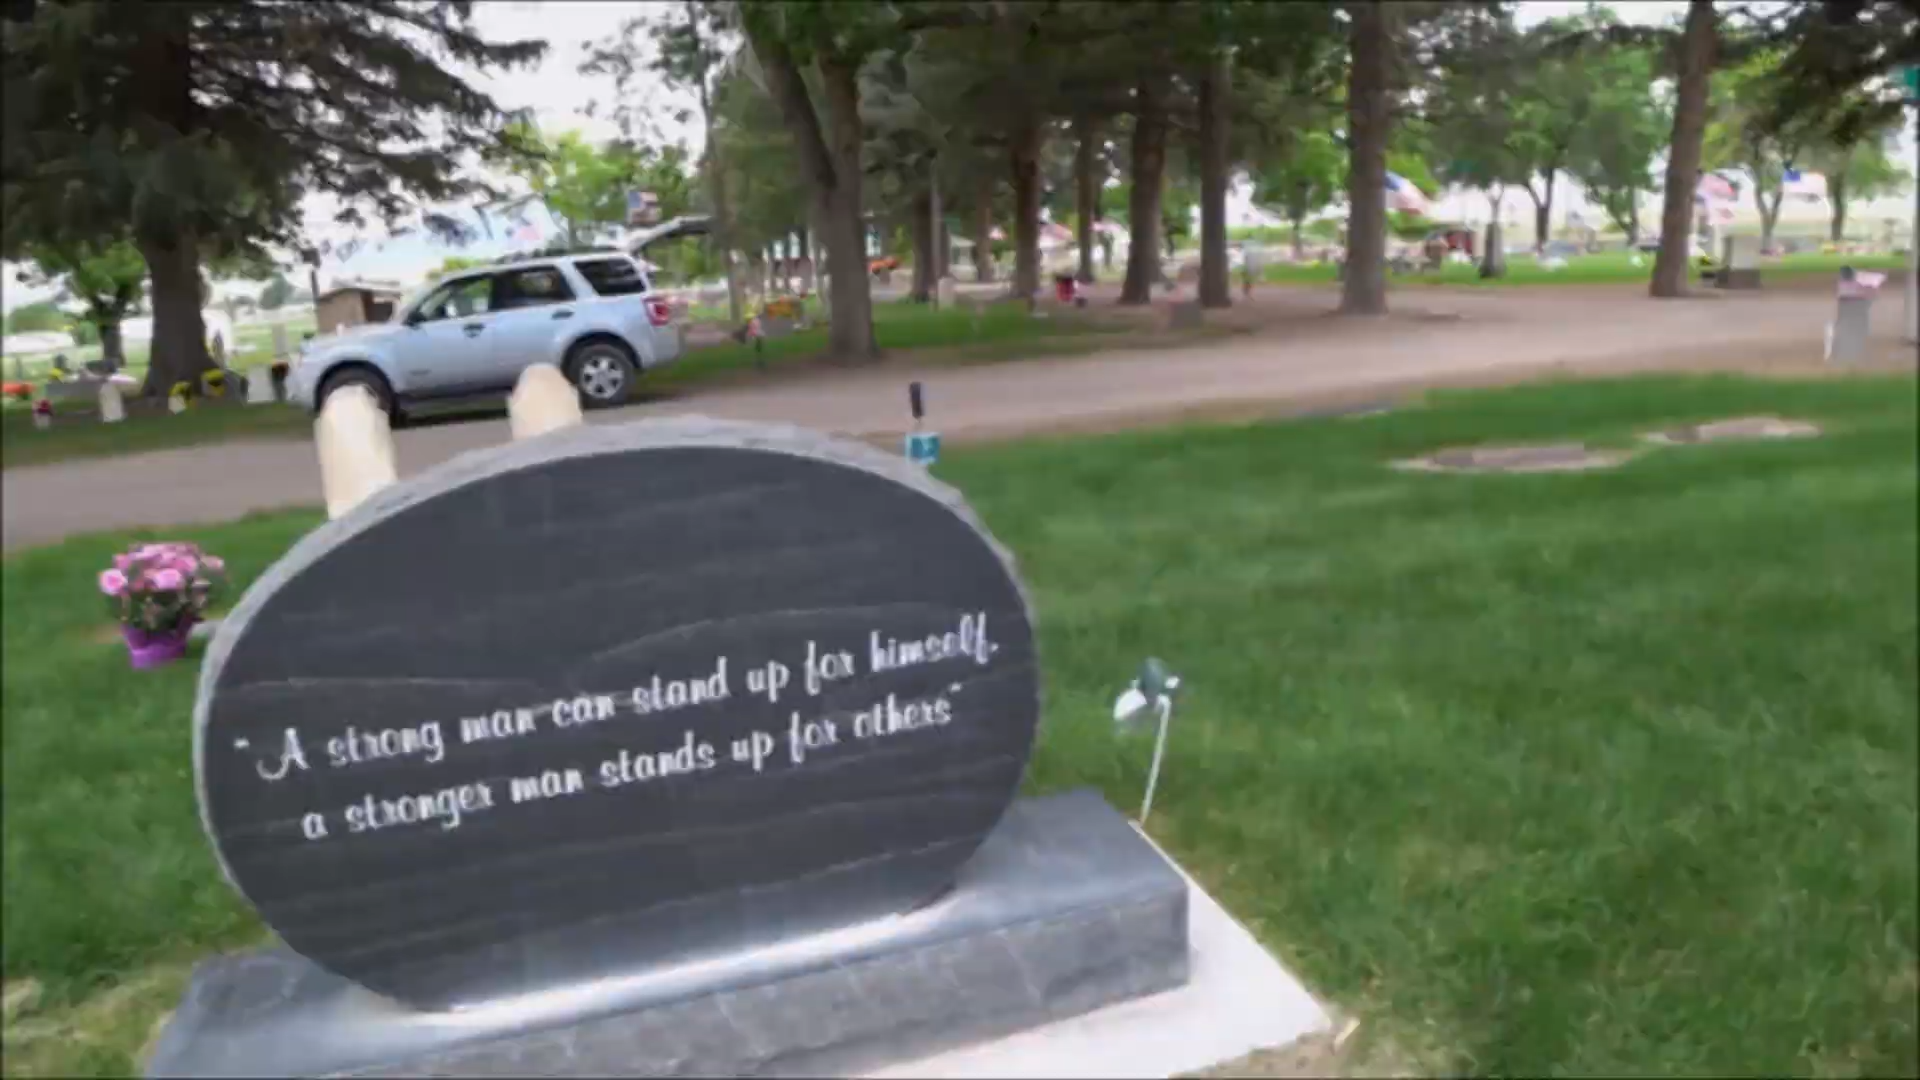 "A strong man can stand up for himself,
a stronger man stands up for others"